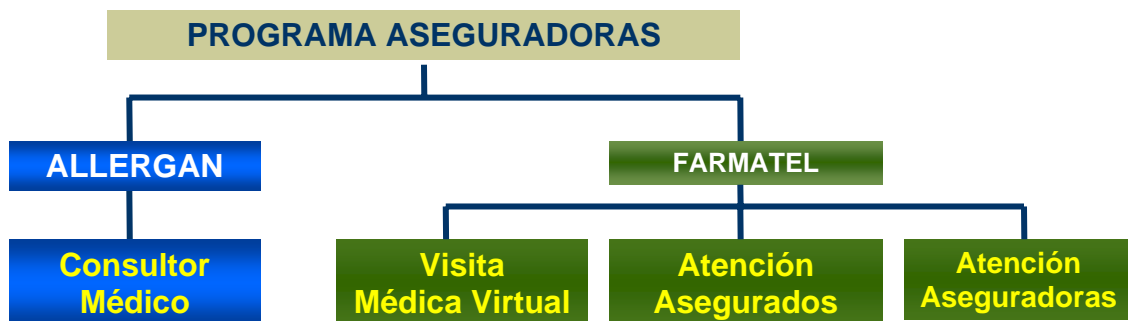 PROGRAMA ASEGURADORAS
ALLERGAN
FARMATEL
Consultor
Médico
Visita
Médica Virtual
Atención
Asegurados
Atención
Aseguradoras